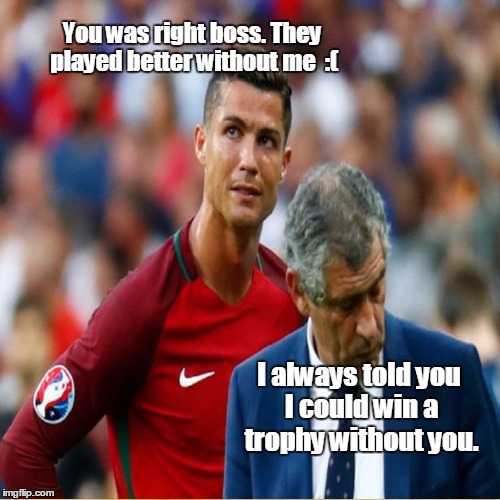 You was right boss. They
played better without me :(
I always told you
I could win a
trophy without you.
imgflip.com